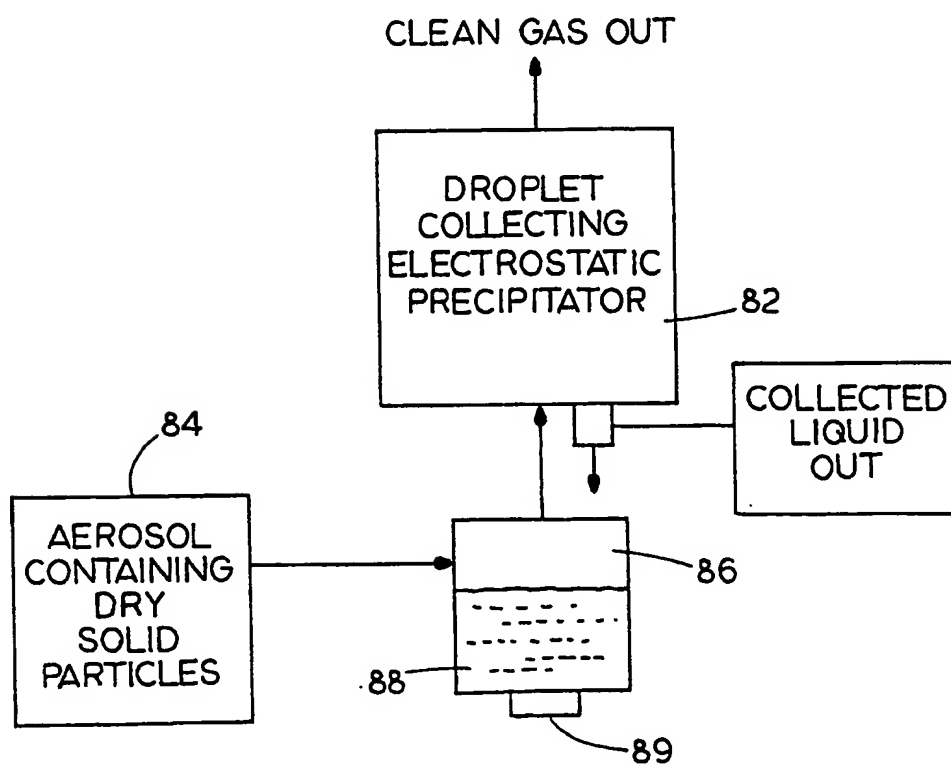 CLEAN GAS OUT
DROPLET
COLLECTING
ELECTROSTATIC
PRECIPITATOR
82
COLLECTED
LIQUID
OUT
84
AEROSOL
CONTAINING
DRY
SOLID
PARTICLES
86
88
89